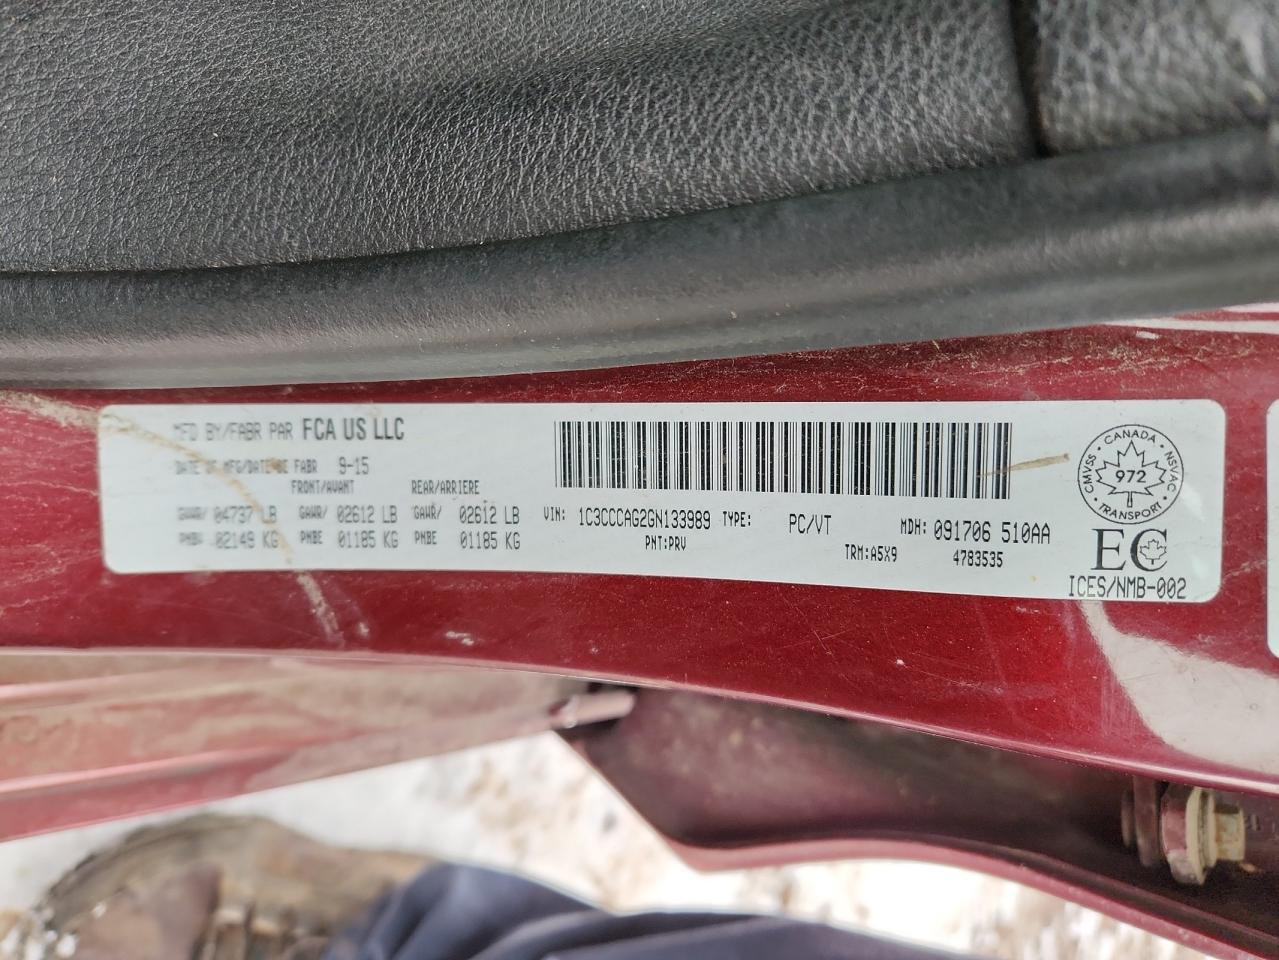 MFD BY/FABR PAR FCA US LLC
DATE OF MFG/DATE DE FABR 9-15
FRONT/AVANT REAR/ARRIERE
GAWR/ 04737 LB GAWR/ 02612 LB GAWR/ 02612 LB
PNBE 02149 KG PNBE 01185 KG PNBE 01185 KG
VIN: 1C3CCCAG2GN133989 TYPE: PC/VT MDH: 091706 510AA
PNT:PRV TRM:A5X9 4783535
CMVSS · CANADA · NSVAC
972
· TRANSPORT ·
EC
ICES/NMB-002